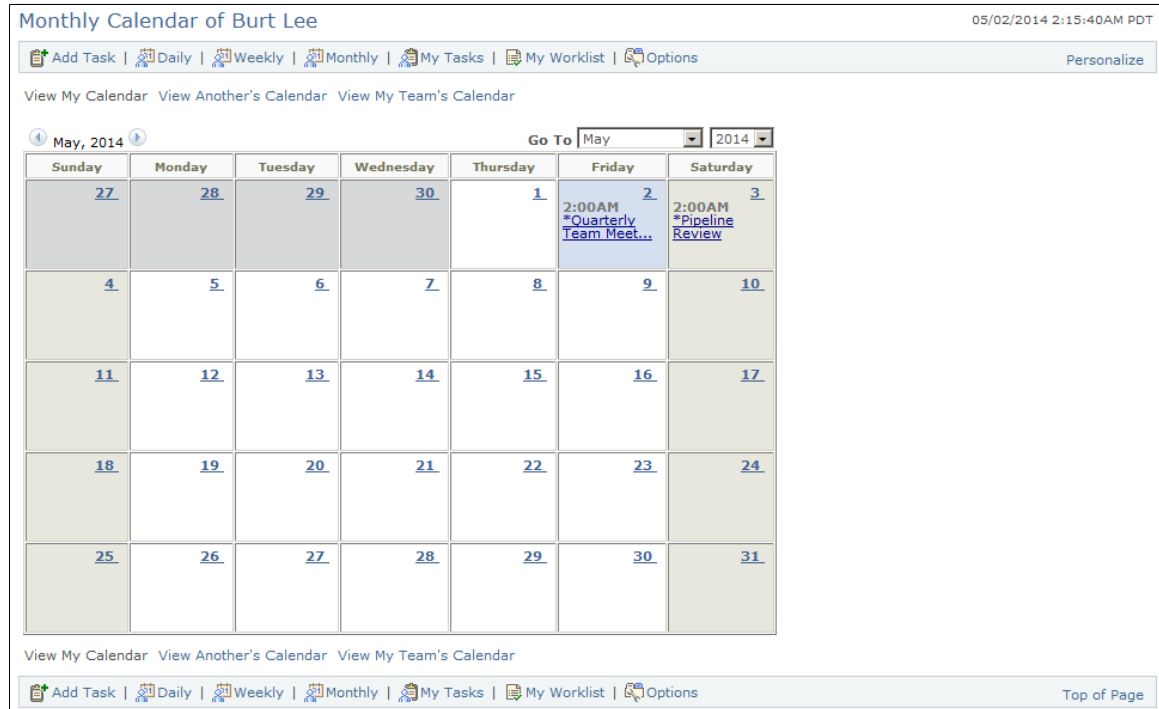 Monthly Calendar of Burt Lee
05/02/2014 2:15:40AM PDT
Add Task | Daily | Weekly | Monthly | My Tasks | My Worklist | Options
Personalize
View My Calendar View Another's Calendar View My Team's Calendar
May, 2014
Go To May 2014
Sunday Monday Tuesday Wednesday Thursday Friday Saturday
27 28 29 30 1 2 3
2:00AM 2:00AM
*Quarterly *Pipeline
Team Meet... Review
4 5 6 7 8 9 10
11 12 13 14 15 16 17
18 19 20 21 22 23 24
25 26 27 28 29 30 31
View My Calendar View Another's Calendar View My Team's Calendar
Add Task | Daily | Weekly | Monthly | My Tasks | My Worklist | Options
Top of Page